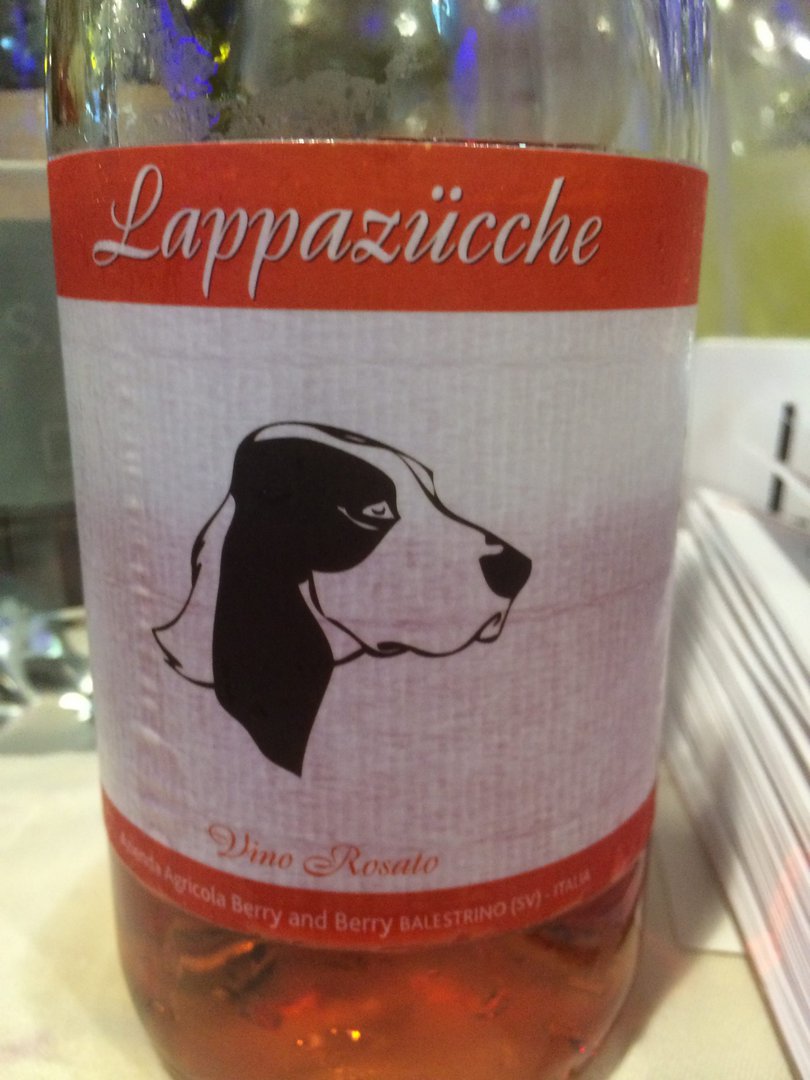 Lappazücche
Vino Rosato
Azienda Agricola Berry and Berry BALESTRINO (SV) - ITALIA